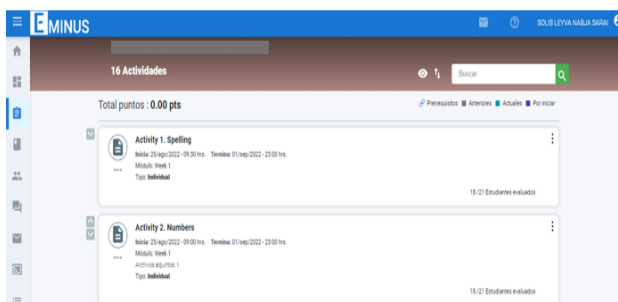 EMINUS
SOLIS LEYVA NABJA SARAI
16 Actividades
Buscar
Total puntos : 0.00 pts
Prerequisitos Anteriores Actuales Por iniciar
Activity 1. Spelling
Inicia: 25/ago/2022 - 09:30 hrs. Termina: 01/sep/2022 - 23:00 hrs.
Módulo: Week 1
Tipo: Individual
18 /21 Estudiantes evaluados
Activity 2. Numbers
Inicia: 25/ago/2022 - 09:00 hrs. Termina: 01/sep/2022 - 23:00 hrs.
Módulo: Week 1
Archivos adjuntos: 1
Tipo: Individual
18 /21 Estudiantes evaluados